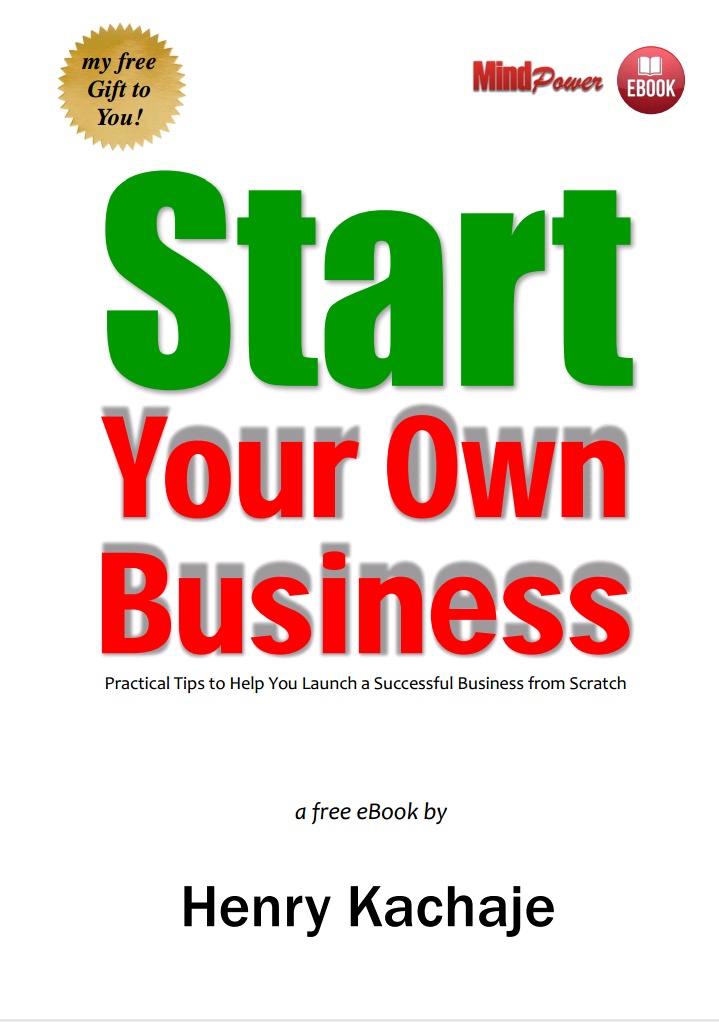 my free
Gift to
You!
MindPower
EBOOK
Start
Your Own
Business
Practical Tips to Help You Launch a Successful Business from Scratch
a free eBook by
Henry Kachaje